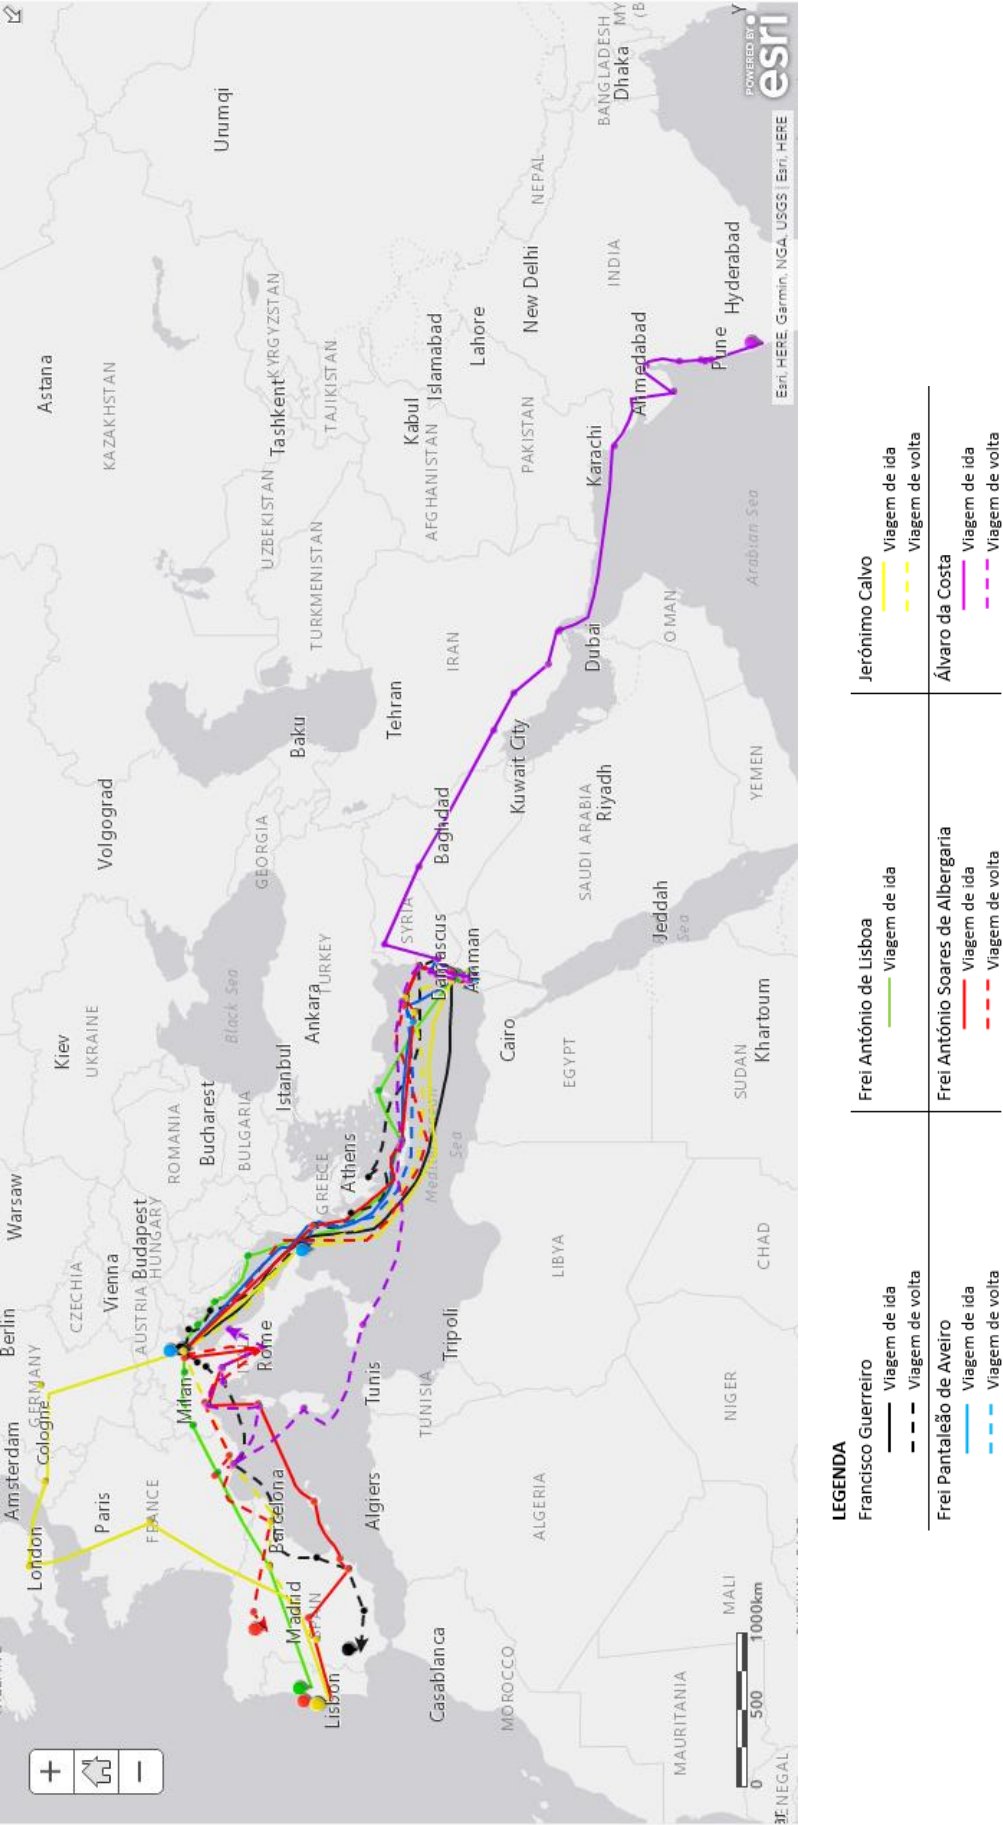 Amsterdam
Berlin
Warsaw
London
Cologne
GERMANY
Paris
CZECHIA
Kiev
UKRAINE
Volgograd
Astana
KAZAKHSTAN
Vienna
AUSTRIA
Budapest
HUNGARY
FRANCE
Milan
ROMANIA
Bucharest
BULGARIA
Black Sea
GEORGIA
Urumqi
Rome
Barcelona
Madrid
SPAIN
Lisbon
GREECE
Athens
Istanbul
Ankara
TURKEY
Baku
UZBEKISTAN
TURKMENISTAN
Tashkent
KYRGYZSTAN
TAJIKISTAN
Algiers
Tunis
TUNISIA
Tripoli
Sea
SYRIA
Damascus
Amman
Tehran
IRAN
Baghdad
Kabul
AFGHANISTAN
Islamabad
Lahore
PAKISTAN
New Delhi
NEPAL
Casablanca
MOROCCO
ALGERIA
LIBYA
Cairo
EGYPT
Kuwait City
Riyadh
SAUDI ARABIA
Dubai
OMAN
Karachi
Ahmedabad
INDIA
BANGLADESH
Dhaka
MY
(B
MAURITANIA
MALI
NIGER
CHAD
SUDAN
Khartoum
Jeddah
Sea
YEMEN
Arabian Sea
Pune
Hyderabad
0 500 1000km
POWERED BY
esri
Esri, HERE, Garmin, NGA, USGS | Esri, HERE
LEGENDA
Francisco Guerreiro
Viagem de ida
Viagem de volta
Frei António de Lisboa
Viagem de ida
Jerónimo Calvo
Viagem de ida
Viagem de volta
Frei Pantaleão de Aveiro
Viagem de ida
Viagem de volta
Frei António Soares de Albergaria
Viagem de ida
Viagem de volta
Álvaro da Costa
Viagem de ida
Viagem de volta